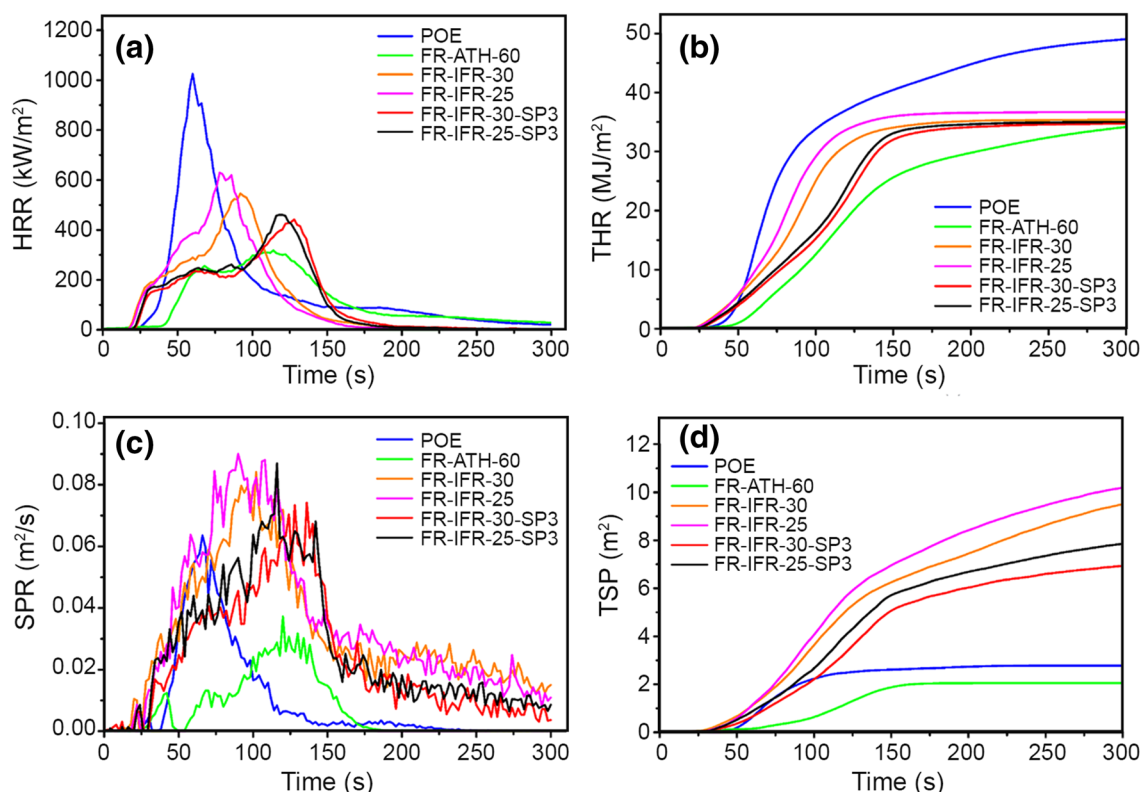 (a)
HRR (kW/m²)
1200
1000
800
600
400
200
0
0 50 100 150 200 250 300
Time (s)
POE
FR-ATH-60
FR-IFR-30
FR-IFR-25
FR-IFR-30-SP3
FR-IFR-25-SP3
(b)
THR (MJ/m²)
50
40
30
20
10
0
0 50 100 150 200 250 300
Time (s)
POE
FR-ATH-60
FR-IFR-30
FR-IFR-25
FR-IFR-30-SP3
FR-IFR-25-SP3
(c)
SPR (m²/s)
0.10
0.08
0.06
0.04
0.02
0.00
0 50 100 150 200 250 300
Time (s)
POE
FR-ATH-60
FR-IFR-30
FR-IFR-25
FR-IFR-30-SP3
FR-IFR-25-SP3
(d)
TSP (m²)
12
10
8
6
4
2
0
0 50 100 150 200 250 300
Time (s)
POE
FR-ATH-60
FR-IFR-30
FR-IFR-25
FR-IFR-30-SP3
FR-IFR-25-SP3